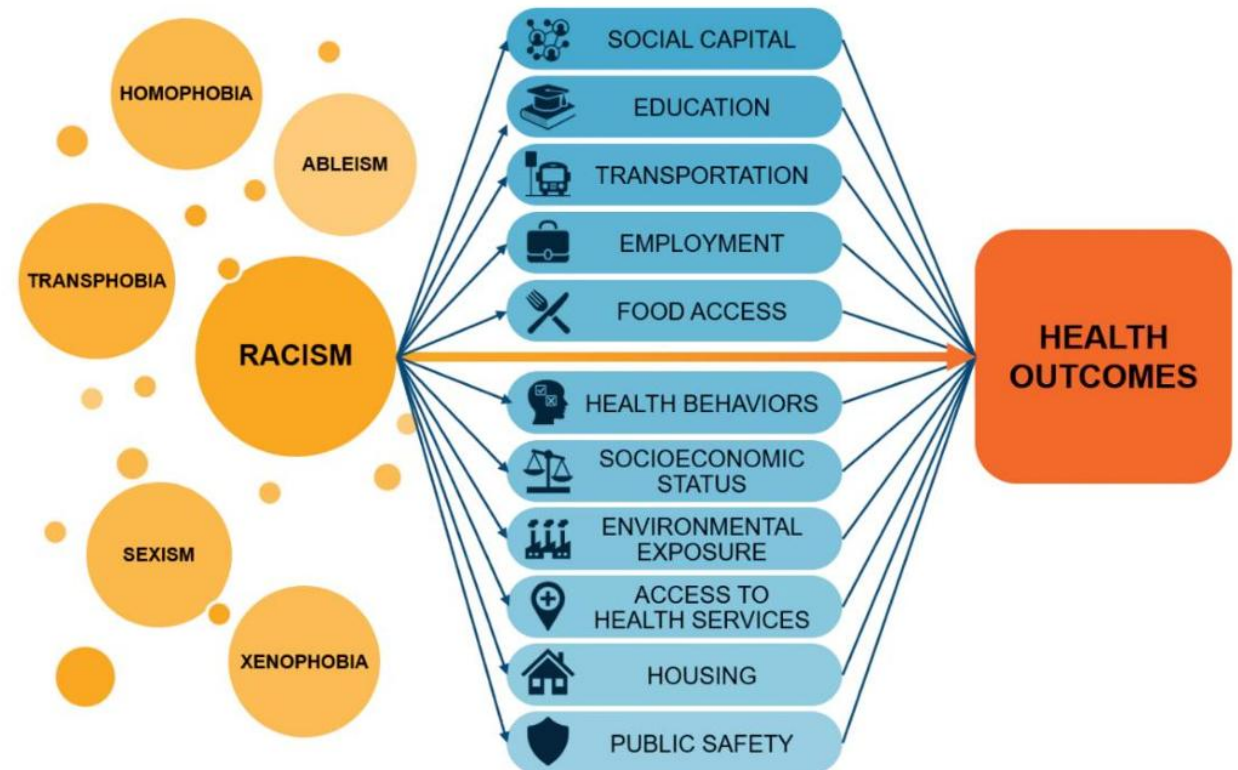 HOMOPHOBIA
ABLEISM
TRANSPHOBIA
RACISM
SEXISM
XENOPHOBIA
SOCIAL CAPITAL
EDUCATION
TRANSPORTATION
EMPLOYMENT
FOOD ACCESS
HEALTH BEHAVIORS
SOCIOECONOMIC
STATUS
ENVIRONMENTAL
EXPOSURE
ACCESS TO
HEALTH SERVICES
HOUSING
PUBLIC SAFETY
HEALTH
OUTCOMES